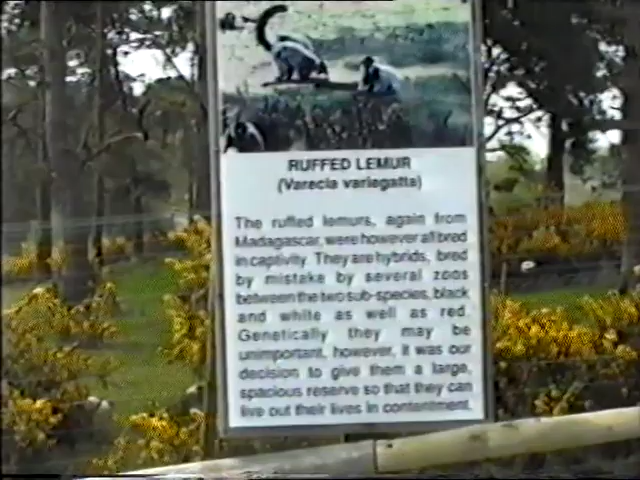 RUFFED LEMUR
(Varecia variegatta)
The ruffed lemurs, again from
Madagascar, were however all bred
in captivity. They are hybrids, bred
by mistake by several zoos
between the two sub-species, black
and white as well as red.
Genetically they may be
unimportant, however, it was our
decision to give them a large,
spacious reserve so that they can
live out their lives in contentment.